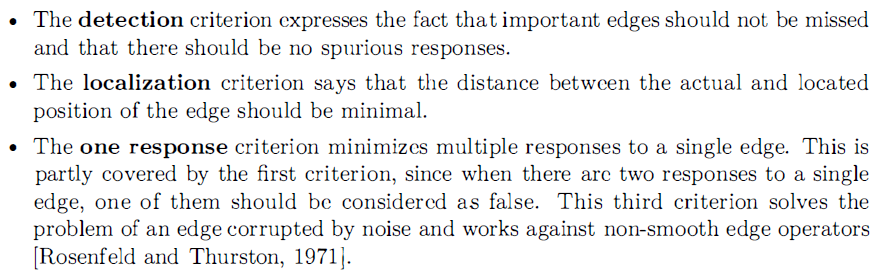 • The detection criterion expresses the fact that important edges should not be missed
and that there should be no spurious responses.
• The localization criterion says that the distance between the actual and located
position of the edge should be minimal.
• The one response criterion minimizes multiple responses to a single edge. This is
partly covered by the first criterion, since when there are two responses to a single
edge, one of them should be considered as false. This third criterion solves the
problem of an edge corrupted by noise and works against non-smooth edge operators
[Rosenfeld and Thurston, 1971].